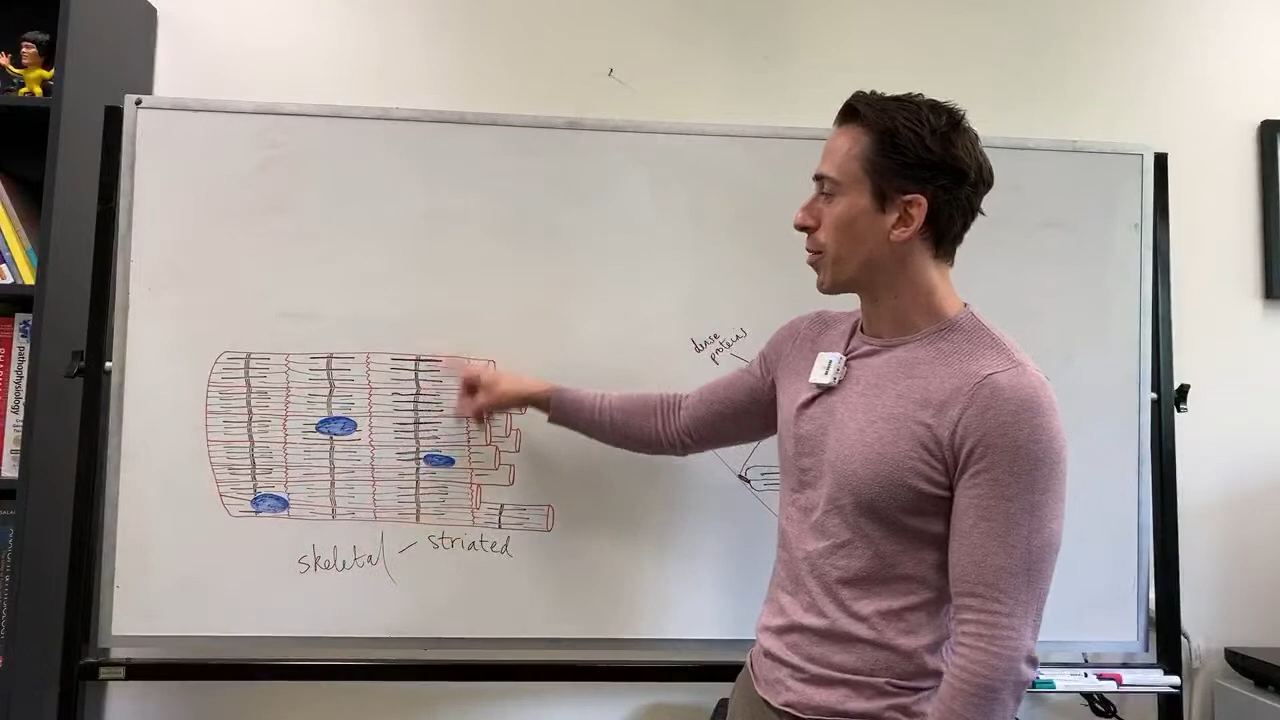 dense
proteins
skeletal – striated
pathophysiology